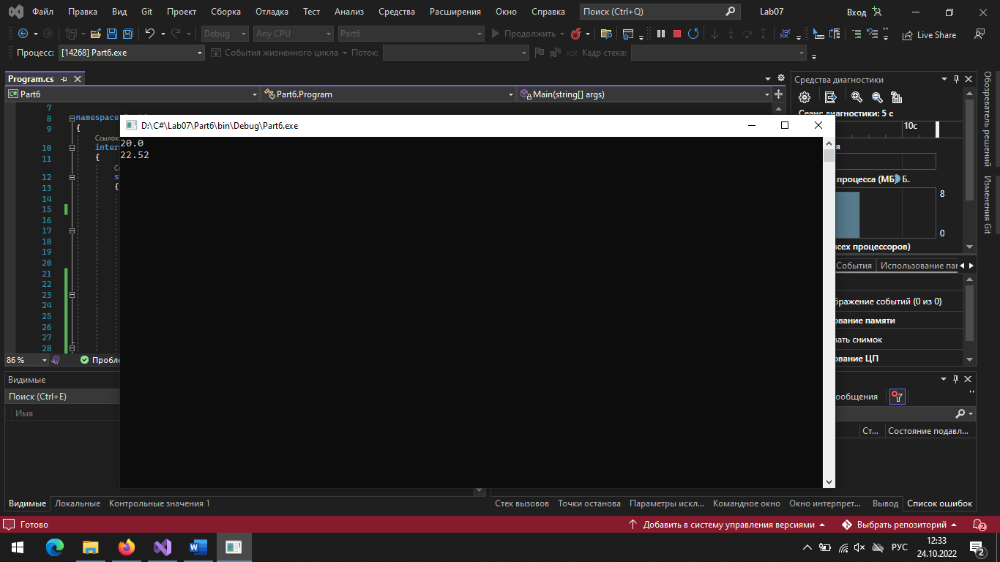 Файл Правка Вид Git Проект Сборка Отладка Тест Анализ Средства Расширения Окно Справка Поиск (Ctrl+Q) Lab07 Вход
Debug Any CPU Part6 Продолжить Live Share
Процесс: [14268] Part6.exe События жизненного цикла Поток: Кадр стека:
Program.cs
Part6 Part6.Program Main(string[] args)
7
8 namespace
9 {
Ссылок:
10 inter
11 {
12
13 {
14
15
16
17
18
19
20
21
22
23
24
25
26
27
28
86 %
D:\C#\Lab07\Part6\bin\Debug\Part6.exe
20.0
22.52
Средства диагностики
Сеанс диагностики: 5 с
10с
процесса (МБ) Б..
8
0
всех процессоров)
События Использование
бражение событий (0 из 0)
ование памяти
лать снимок
ование ЦП
Обозреватель решений
Изменения Git
Видимые
Поиск (Ctrl+E)
Имя
ообщения
Ст... Состояние подавл...
Видимые Локальные Контрольные значения 1
Стек вызовов Точки останова Параметры искл... Командное окно Окно интерпрет... Вывод Список ошибок
Готово Добавить в систему управления версиями Выбрать репозиторий 2
РУС 12:33
24.10.2022 2